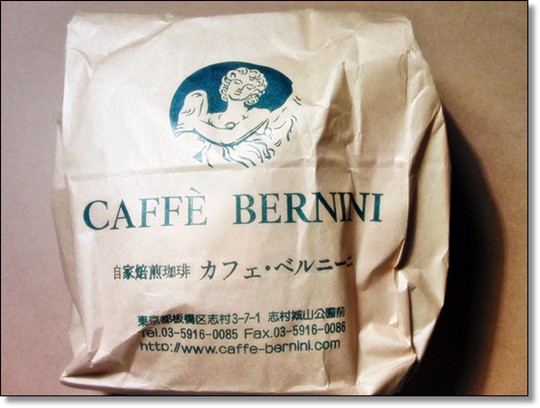 CAFFÈ BERNINI
自家焙煎珈琲 カフェ・ベルニーニ
東京都板橋区志村3-7-1 志村城山公園前
Tel.03-5916-0085 Fax.03-5916-0086
http://www.caffe-bernini.com